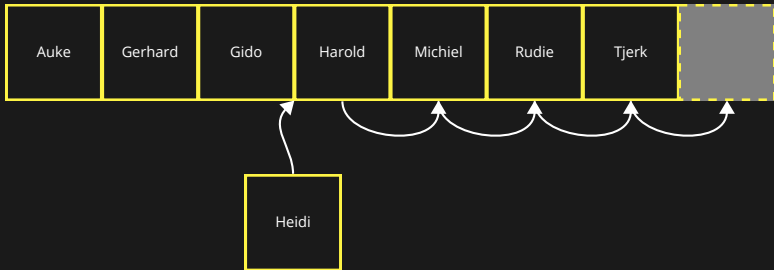 Auke
Gerhard
Gido
Harold
Michiel
Rudie
Tjerk
Heidi